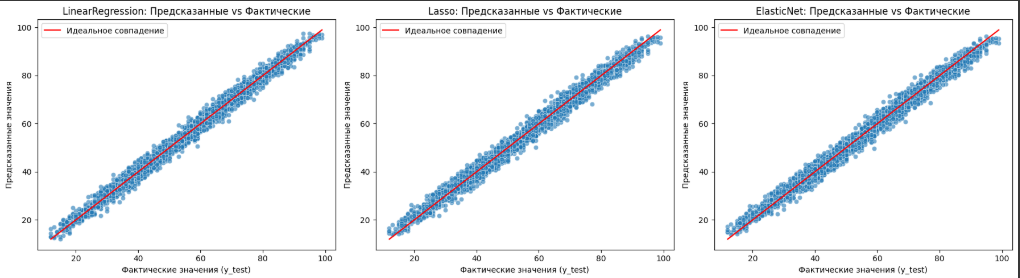 LinearRegression: Предсказанные vs Фактические
Идеальное совпадение
Предсказанные значения
100
80
60
40
20
20 40 60 80 100
Фактические значения (y_test)
Lasso: Предсказанные vs Фактические
Идеальное совпадение
Предсказанные значения
100
80
60
40
20
20 40 60 80 100
Фактические значения (y_test)
ElasticNet: Предсказанные vs Фактические
Идеальное совпадение
Предсказанные значения
100
80
60
40
20
20 40 60 80 100
Фактические значения (y_test)